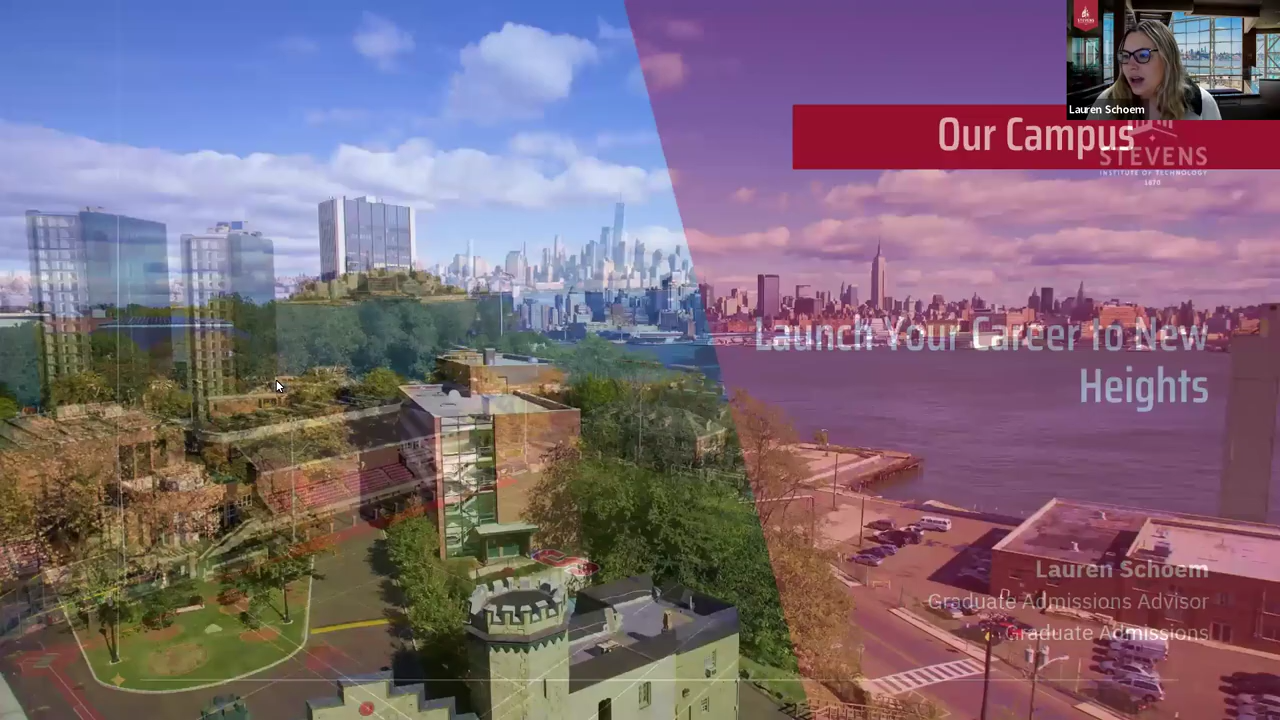 Lauren Schoem
Our Campus
STEVENS
INSTITUTE OF TECHNOLOGY
1870
Launch Your Career to New
Heights
Lauren Schoem
Graduate Admissions Advisor
Graduate Admissions